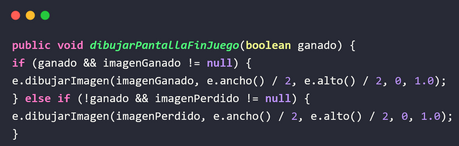 public void dibujarPantallaFinJuego(boolean ganado) {
if (ganado && imagenGanado != null) {
e.dibujarImagen(imagenGanado, e.ancho() / 2, e.alto() / 2, 0, 1.0);
} else if (!ganado && imagenPerdido != null) {
e.dibujarImagen(imagenPerdido, e.ancho() / 2, e.alto() / 2, 0, 1.0);
}